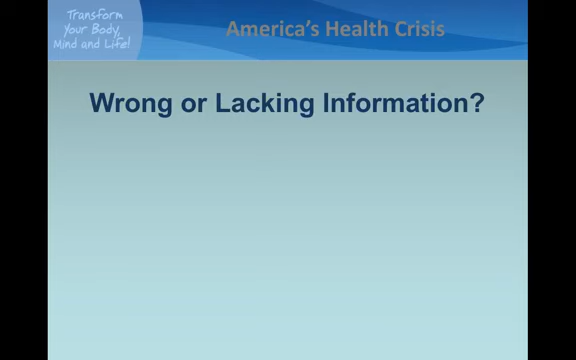 Transform
Your Body,
Mind and Life!
America's Health Crisis
Wrong or Lacking Information?